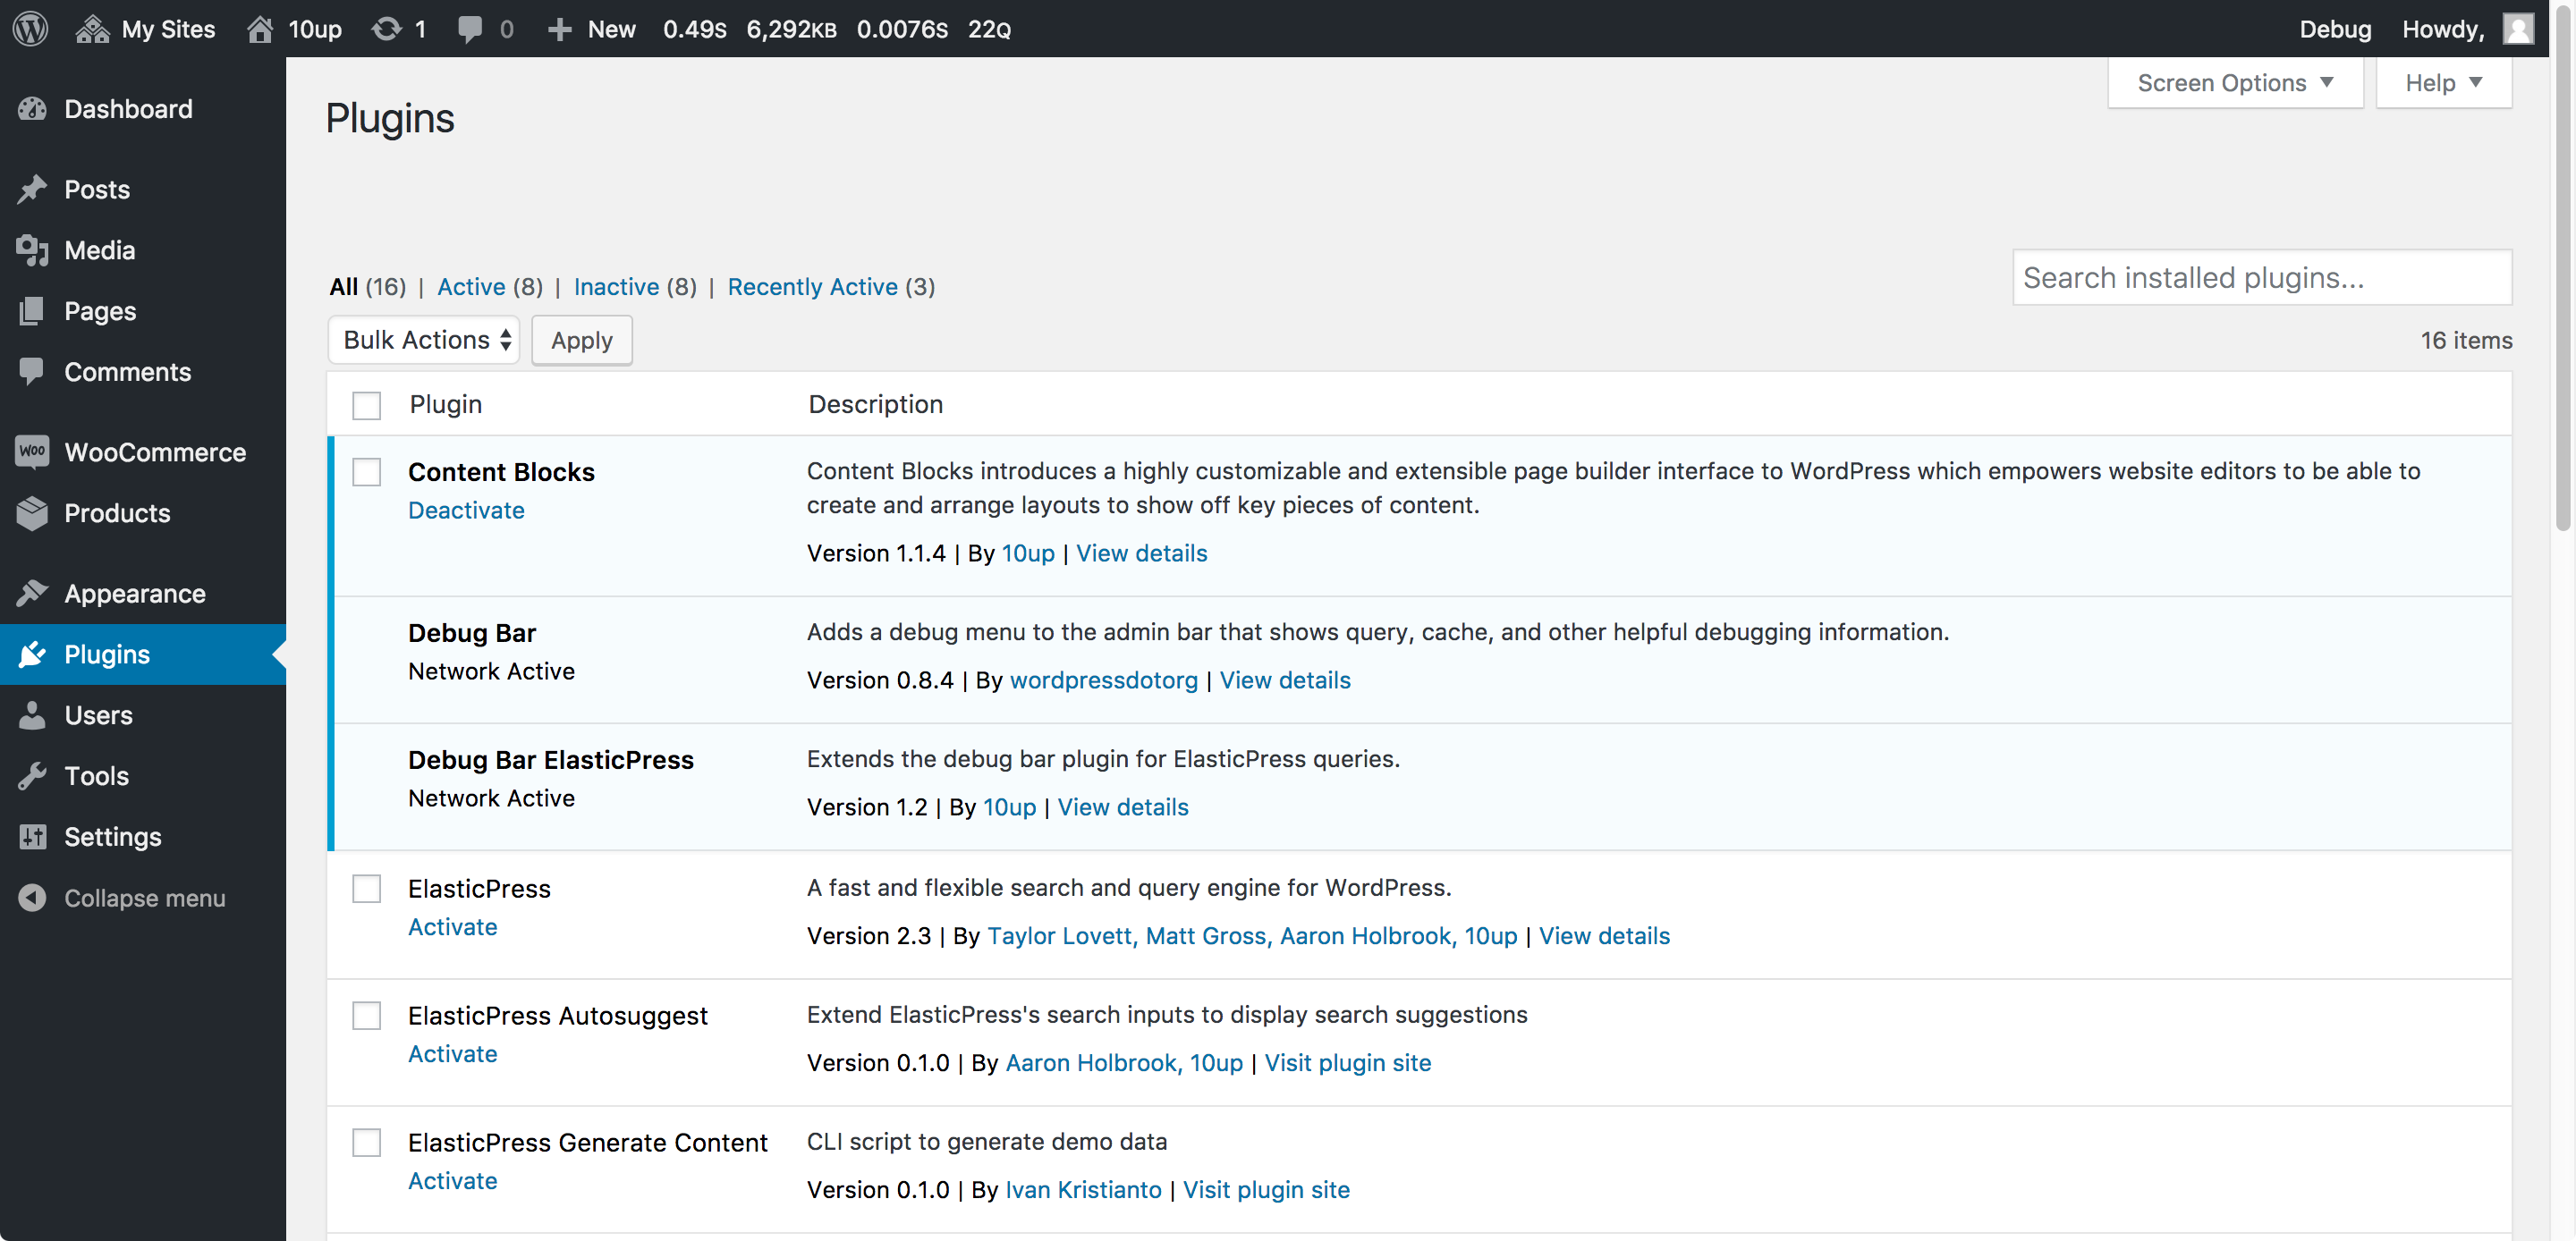 My Sites 10up 1 0 New 0.49S 6,292KB 0.0076S 22Q Debug Howdy,
Screen Options Help
Dashboard
Posts
Media
Pages
Comments
Woo WooCommerce
Products
Appearance
Plugins
Users
Tools
Settings
Collapse menu
Plugins
All (16) | Active (8) | Inactive (8) | Recently Active (3)
Search installed plugins...
Bulk Actions Apply
16 items
Plugin Description
Content Blocks
Deactivate
Content Blocks introduces a highly customizable and extensible page builder interface to WordPress which empowers website editors to be able to
create and arrange layouts to show off key pieces of content.
Version 1.1.4 | By 10up | View details
Debug Bar
Network Active
Adds a debug menu to the admin bar that shows query, cache, and other helpful debugging information.
Version 0.8.4 | By wordpressdotorg | View details
Debug Bar ElasticPress
Network Active
Extends the debug bar plugin for ElasticPress queries.
Version 1.2 | By 10up | View details
ElasticPress
Activate
A fast and flexible search and query engine for WordPress.
Version 2.3 | By Taylor Lovett, Matt Gross, Aaron Holbrook, 10up | View details
ElasticPress Autosuggest
Activate
Extend ElasticPress's search inputs to display search suggestions
Version 0.1.0 | By Aaron Holbrook, 10up | Visit plugin site
ElasticPress Generate Content
Activate
CLI script to generate demo data
Version 0.1.0 | By Ivan Kristianto | Visit plugin site